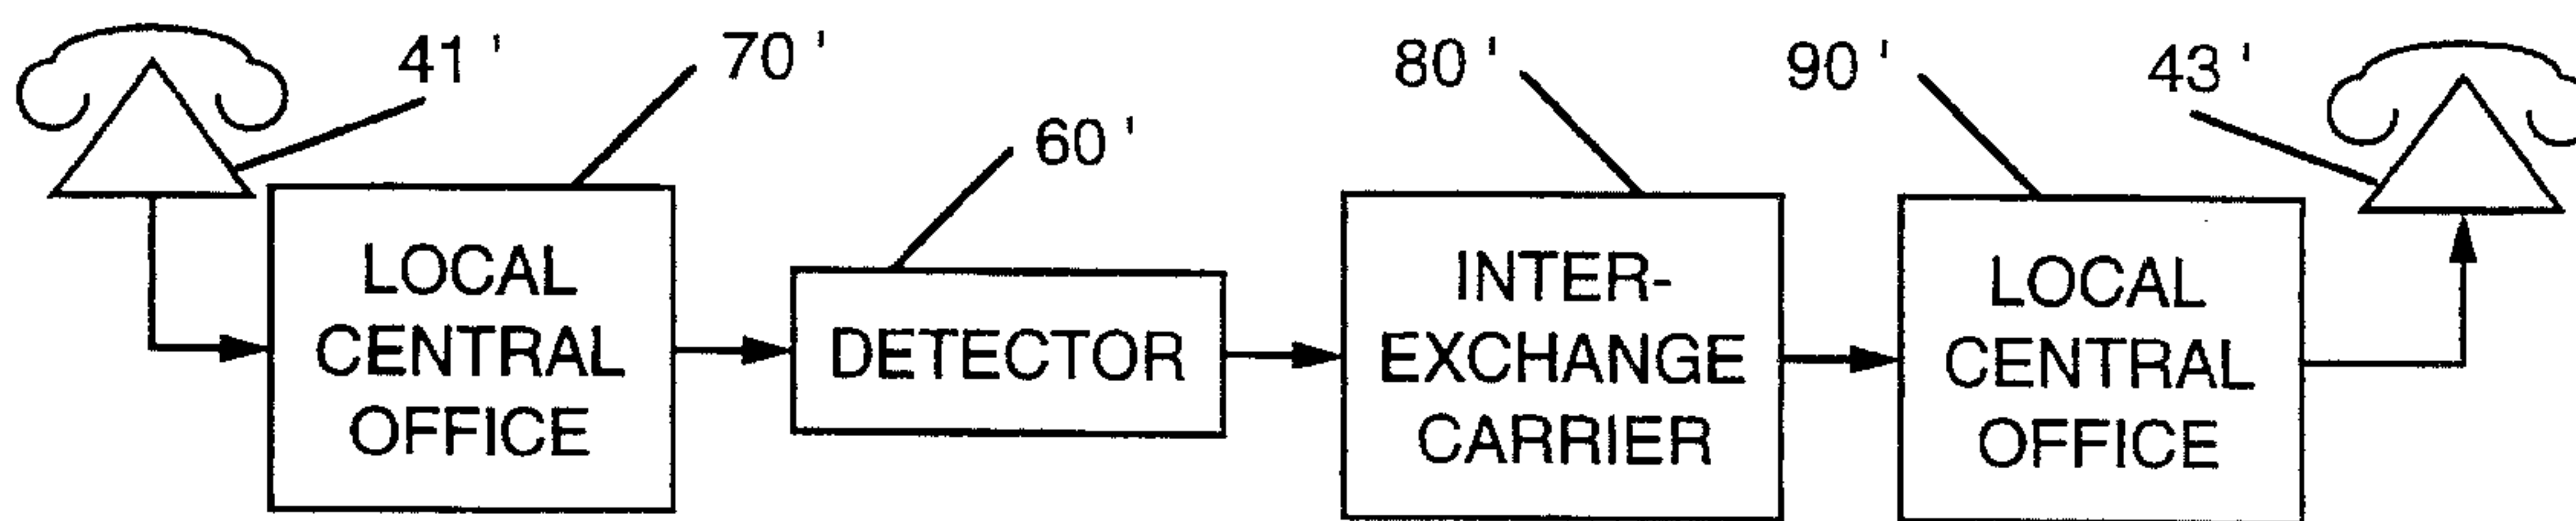 41'
70'
60'
80'
90'
43'
LOCAL
CENTRAL
OFFICE
DETECTOR
INTER-
EXCHANGE
CARRIER
LOCAL
CENTRAL
OFFICE